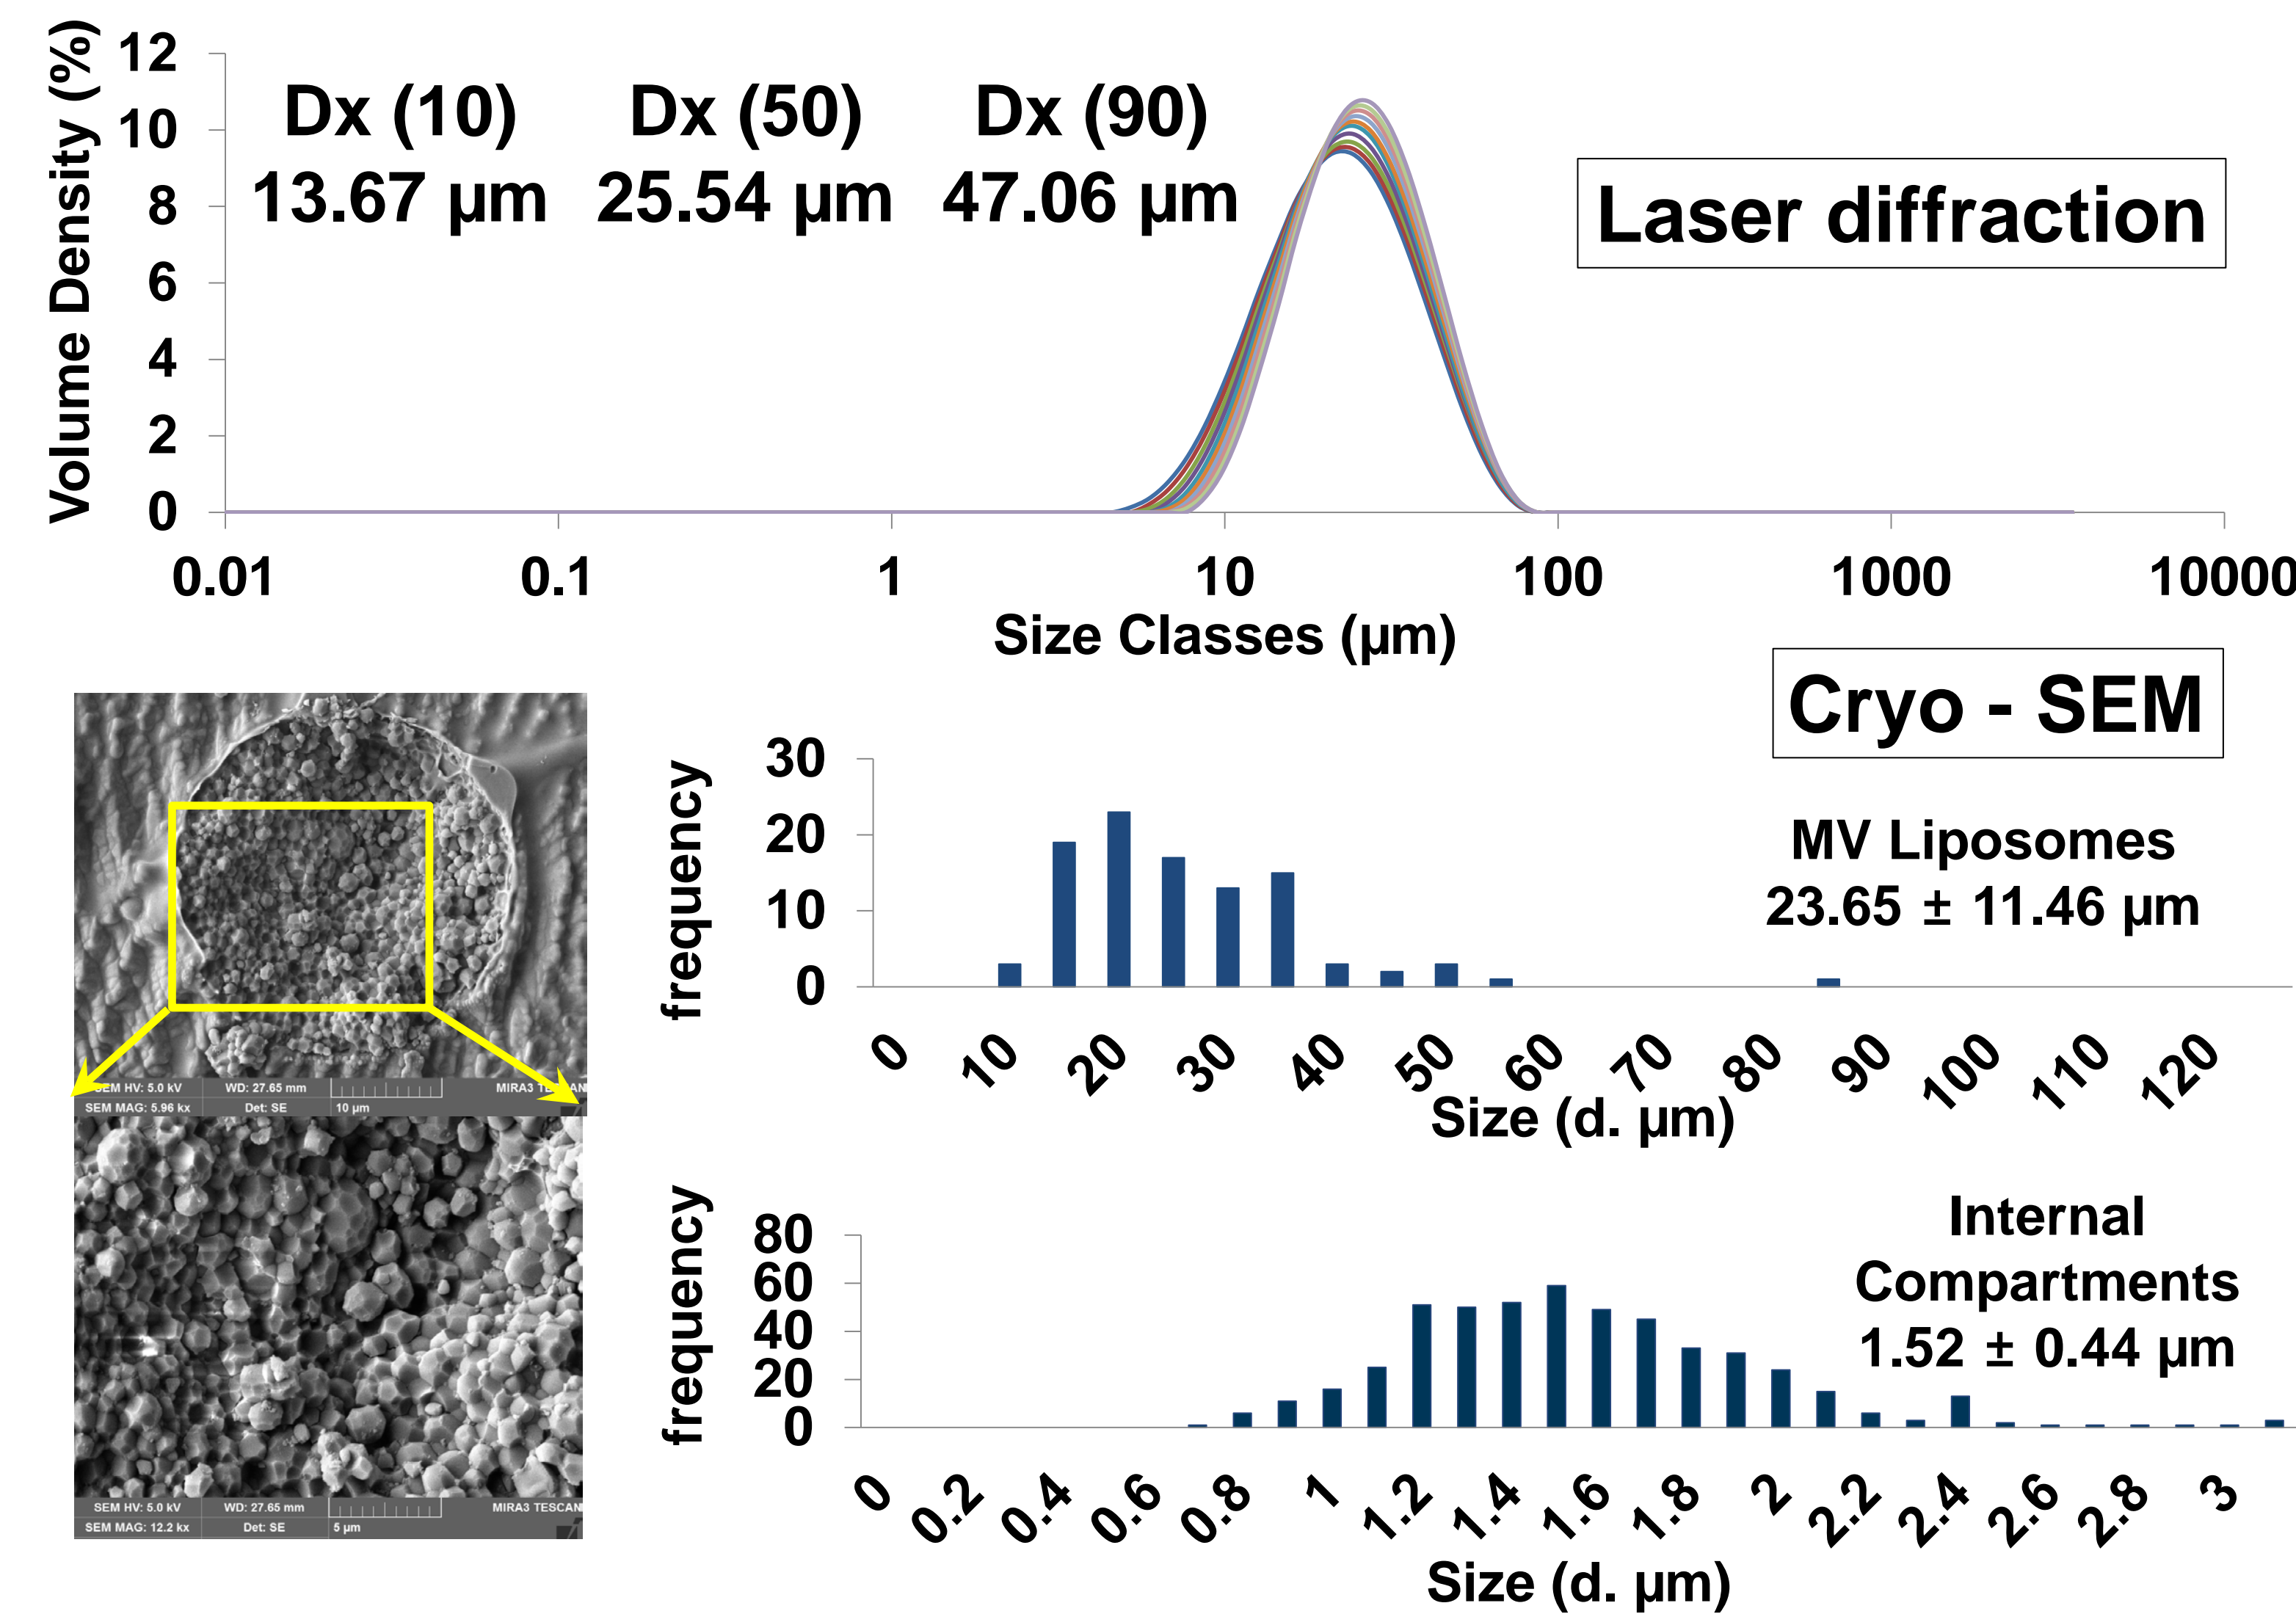 Volume Density (%)
12
10
8
6
4
2
0
Dx (10) Dx (50) Dx (90)
13.67 µm 25.54 µm 47.06 µm
Laser diffraction
0.01 0.1 1 10 100 1000 10000
Size Classes (µm)
Cryo - SEM
SEM HV: 5.0 kV WD: 27.65 mm MIRA3 TESCAN
SEM MAG: 5.96 kx Det: SE 10 µm
SEM HV: 5.0 kV WD: 27.65 mm MIRA3 TESCAN
SEM MAG: 12.2 kx Det: SE 5 µm
frequency
30
20
10
0
MV Liposomes
23.65 ± 11.46 µm
0 10 20 30 40 50 60 70 80 90 100 110 120
Size (d. µm)
frequency
80
60
40
20
0
Internal
Compartments
1.52 ± 0.44 µm
0 0.2 0.4 0.6 0.8 1 1.2 1.4 1.6 1.8 2 2.2 2.4 2.6 2.8 3
Size (d. µm)